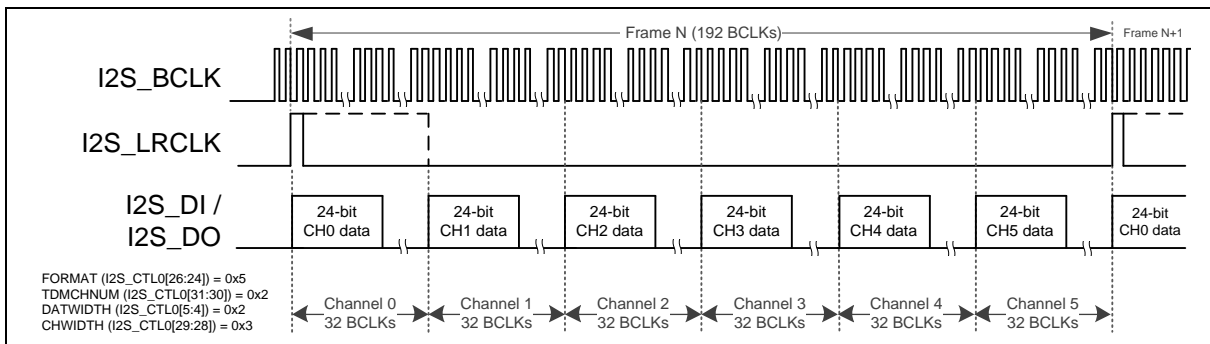 Frame N (192 BCLKs)
Frame N+1
I2S_BCLK
I2S_LRCLK
I2S_DI /
I2S_DO
24-bit
CH0 data
24-bit
CH1 data
24-bit
CH2 data
24-bit
CH3 data
24-bit
CH4 data
24-bit
CH5 data
24-bit
CH0 data
FORMAT (I2S_CTL0[26:24]) = 0x5
TDMCHNUM (I2S_CTL0[31:30]) = 0x2
DATWIDTH (I2S_CTL0[5:4]) = 0x2
CHWIDTH (I2S_CTL0[29:28]) = 0x3
Channel 0
32 BCLKs
Channel 1
32 BCLKs
Channel 2
32 BCLKs
Channel 3
32 BCLKs
Channel 4
32 BCLKs
Channel 5
32 BCLKs